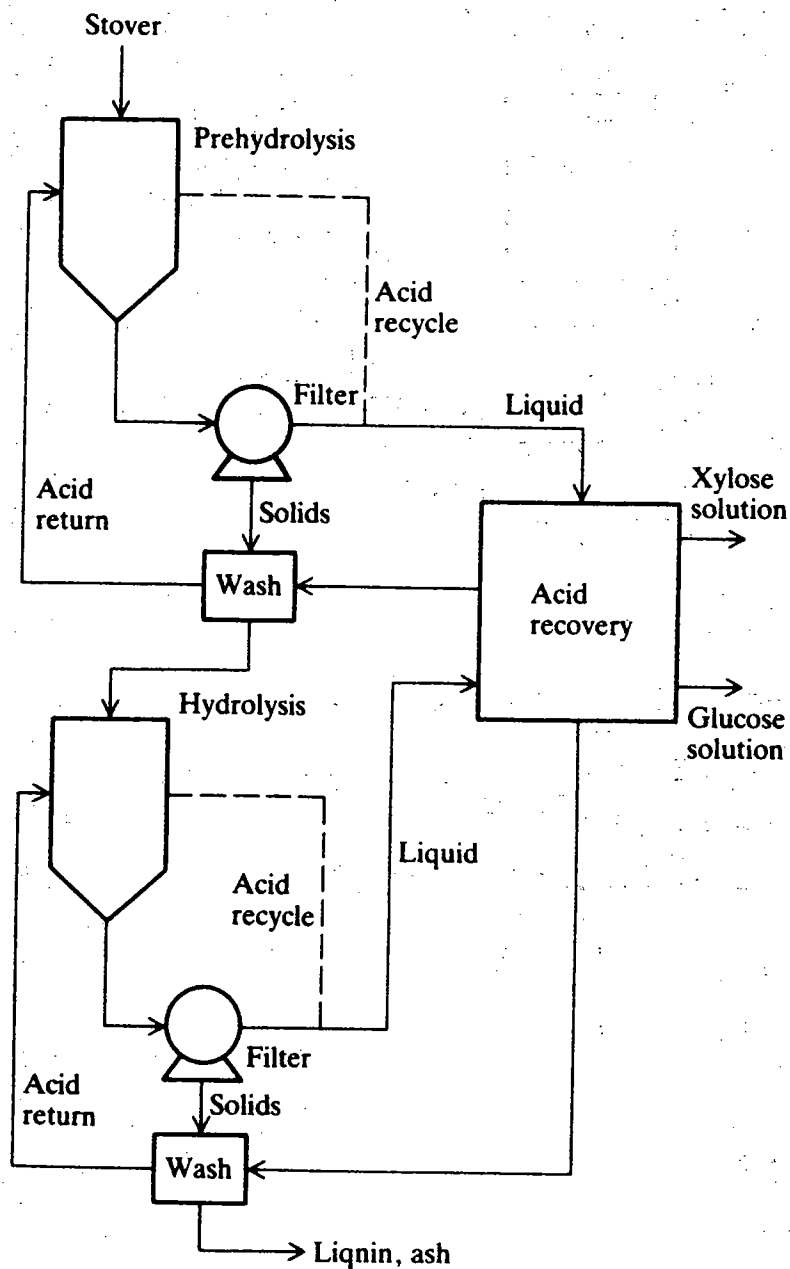 Stover
Prehydrolysis
Acid
recycle
Filter
Liquid
Xylose
solution
Acid
return
Solids
Wash
Acid
recovery
Hydrolysis
Glucose
solution
Liquid
Acid
recycle
Filter
Acid
return
Solids
Wash
Liqnin, ash